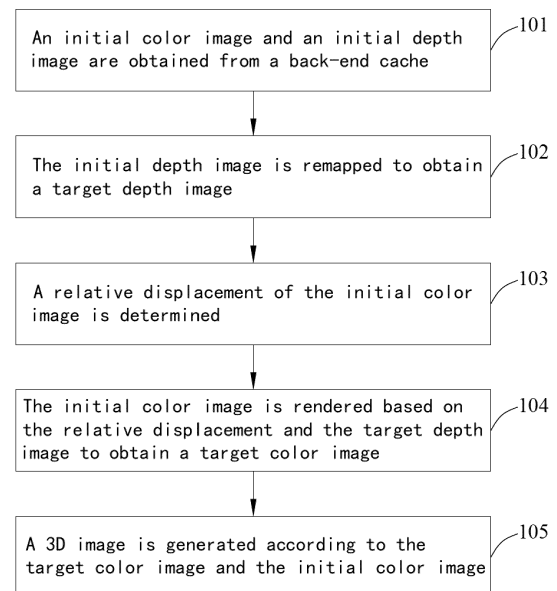 An initial color image and an initial depth
image are obtained from a back-end cache
101
The initial depth image is remapped to obtain
a target depth image
102
A relative displacement of the initial color
image is determined
103
The initial color image is rendered based on
the relative displacement and the target depth
image to obtain a target color image
104
A 3D image is generated according to the
target color image and the initial color image
105